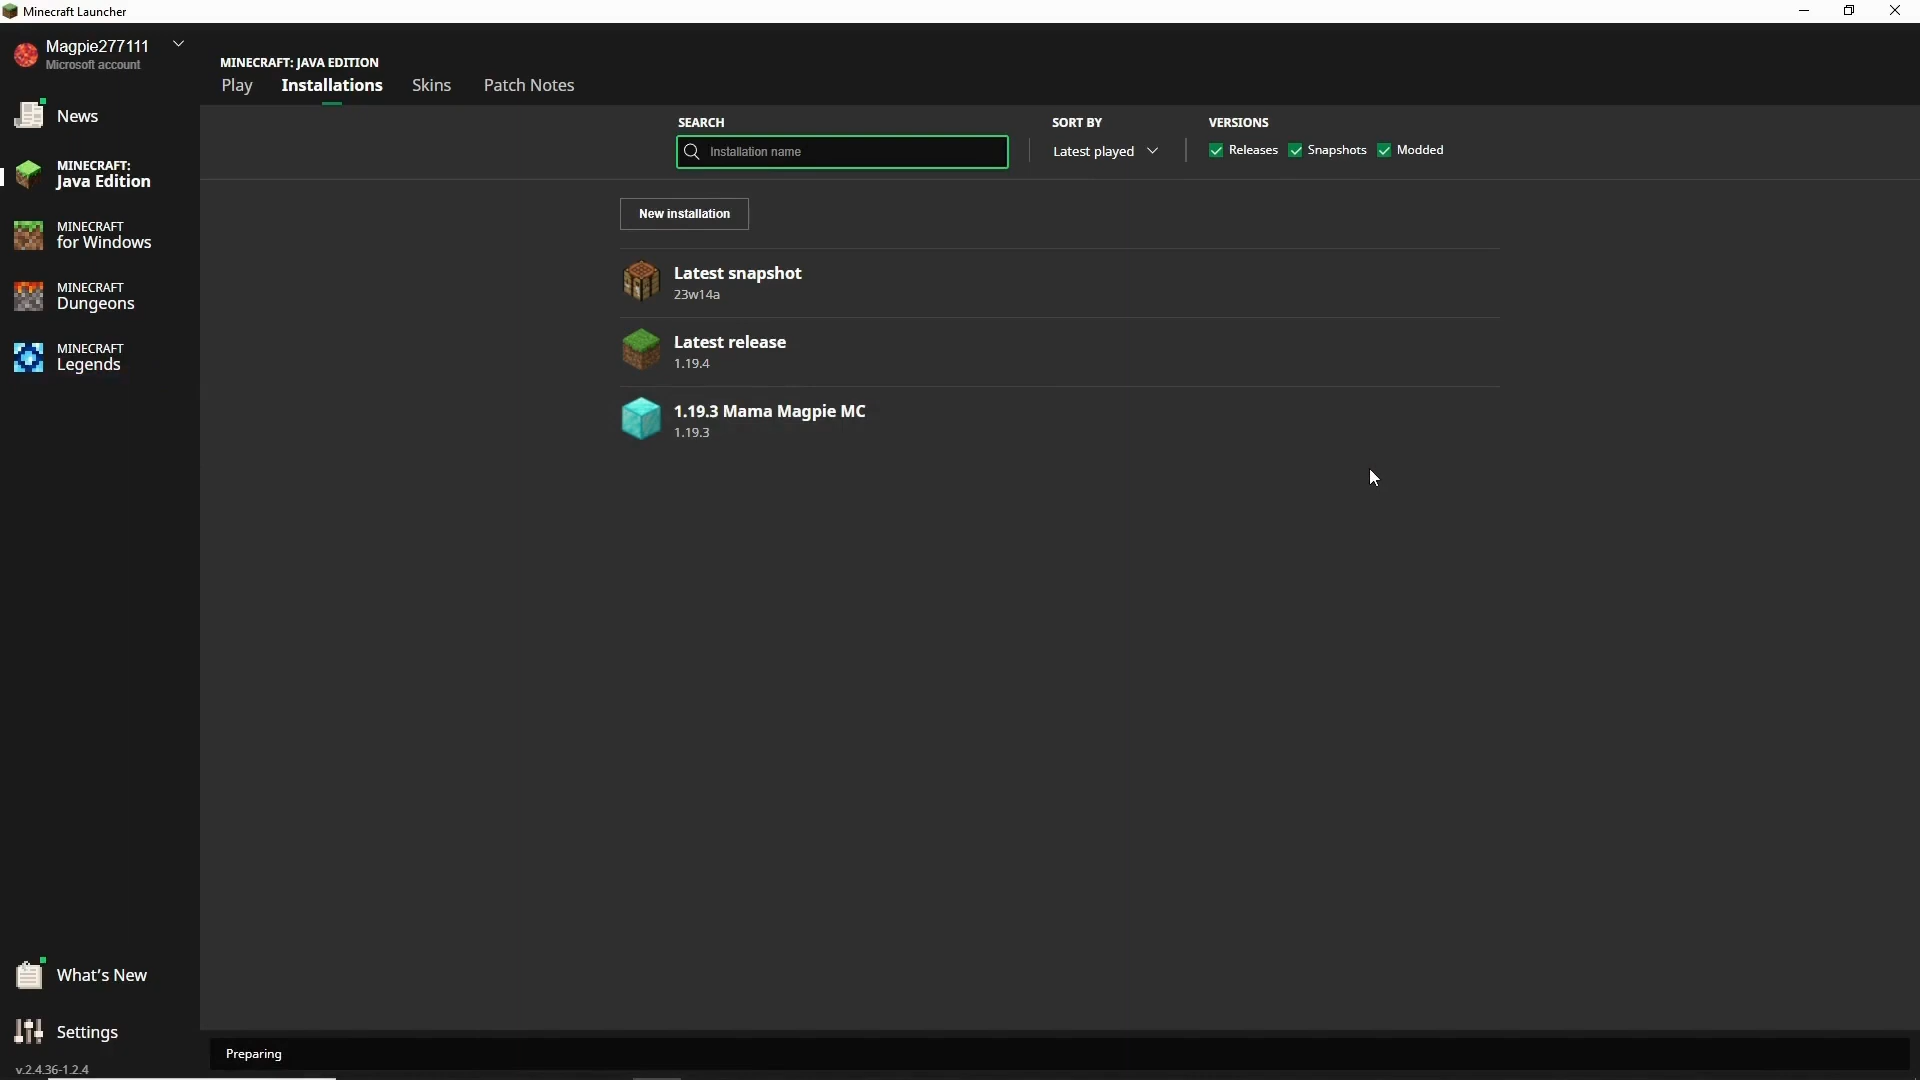 Minecraft Launcher
Magpie277111
Microsoft account
News
MINECRAFT:
Java Edition
MINECRAFT
for Windows
MINECRAFT
Dungeons
MINECRAFT
Legends
What's New
Settings
v.2.4.36-1.2.4
MINECRAFT: JAVA EDITION
Play Installations Skins Patch Notes
SEARCH SORT BY VERSIONS
Installation name Latest played Releases Snapshots Modded
New installation
Latest snapshot
23w14a
Latest release
1.19.4
1.19.3 Mama Magpie MC
1.19.3
Preparing